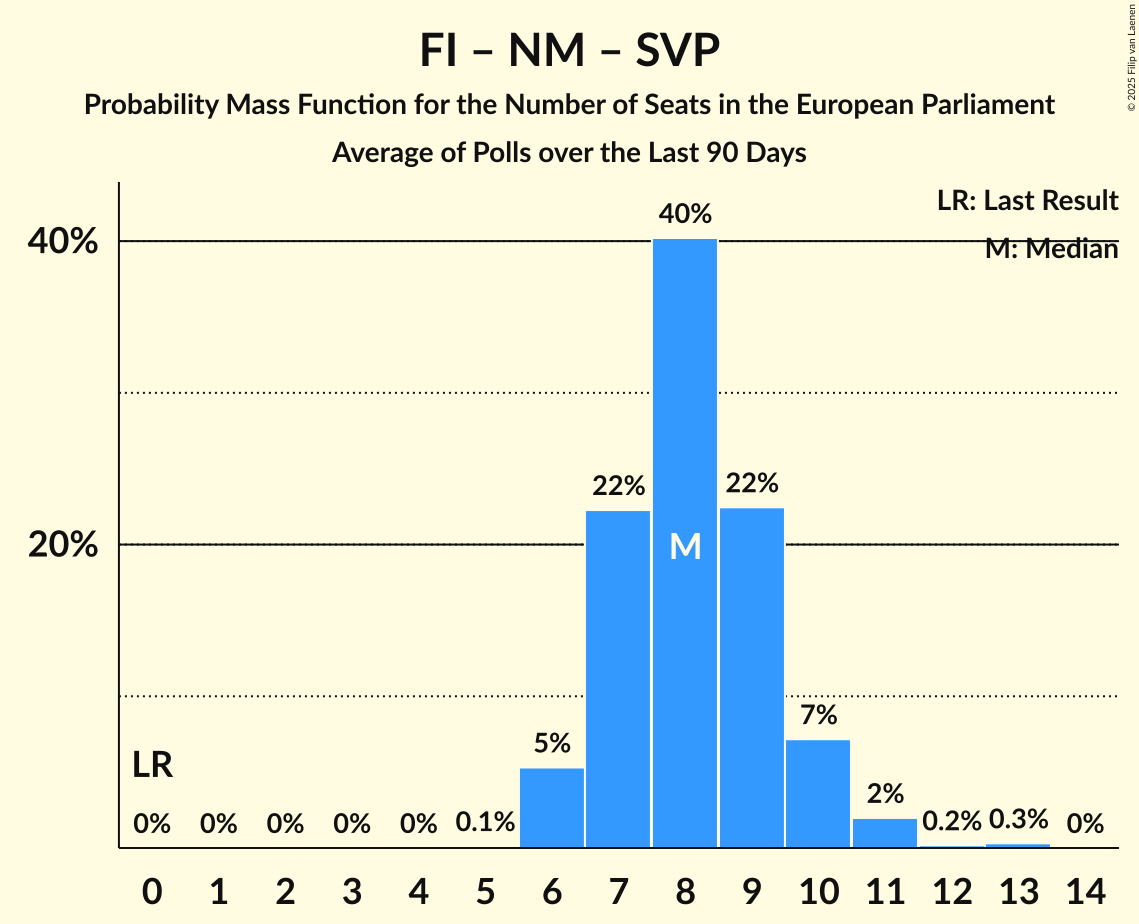 FI – NM – SVP
Probability Mass Function for the Number of Seats in the European Parliament
Average of Polls over the Last 90 Days
© 2025 Filip van Laenen
LR: Last Result
M: Median
40%
20%
40%
22%
22%
M
7%
5%
LR
2%
0%
0%
0%
0%
0%
0.1%
0.2%
0.3%
0%
0 1 2 3 4 5 6 7 8 9 10 11 12 13 14